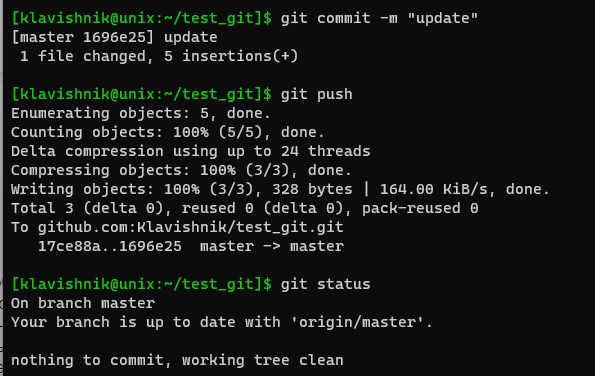 [klavishnik@unix:~/test_git]$ git commit -m "update"
[master 1696e25] update
 1 file changed, 5 insertions(+)
[klavishnik@unix:~/test_git]$ git push
Enumerating objects: 5, done.
Counting objects: 100% (5/5), done.
Delta compression using up to 24 threads
Compressing objects: 100% (3/3), done.
Writing objects: 100% (3/3), 328 bytes | 164.00 KiB/s, done.
Total 3 (delta 0), reused 0 (delta 0), pack-reused 0
To github.com:Klavishnik/test_git.git
   17ce88a..1696e25  master -> master
[klavishnik@unix:~/test_git]$ git status
On branch master
Your branch is up to date with 'origin/master'.
nothing to commit, working tree clean